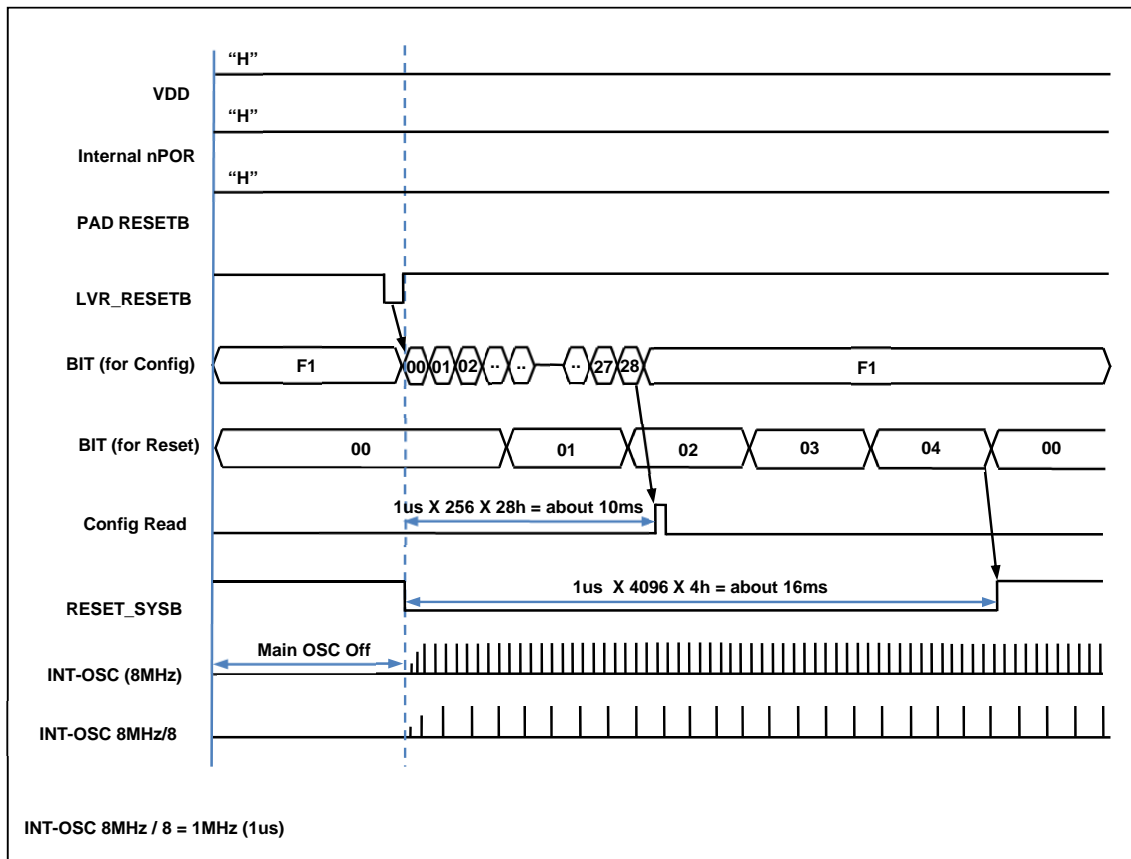 “H”
VDD
“H”
Internal nPOR
“H”
PAD RESETB
LVR_RESETB
BIT (for Config)
F1
00
01
02
..
..
..
27
28
F1
BIT (for Reset)
00
01
02
03
04
00
1us X 256 X 28h = about 10ms
Config Read
1us X 4096 X 4h = about 16ms
RESET_SYSB
Main OSC Off
INT-OSC (8MHz)
INT-OSC 8MHz/8
INT-OSC 8MHz / 8 = 1MHz (1us)